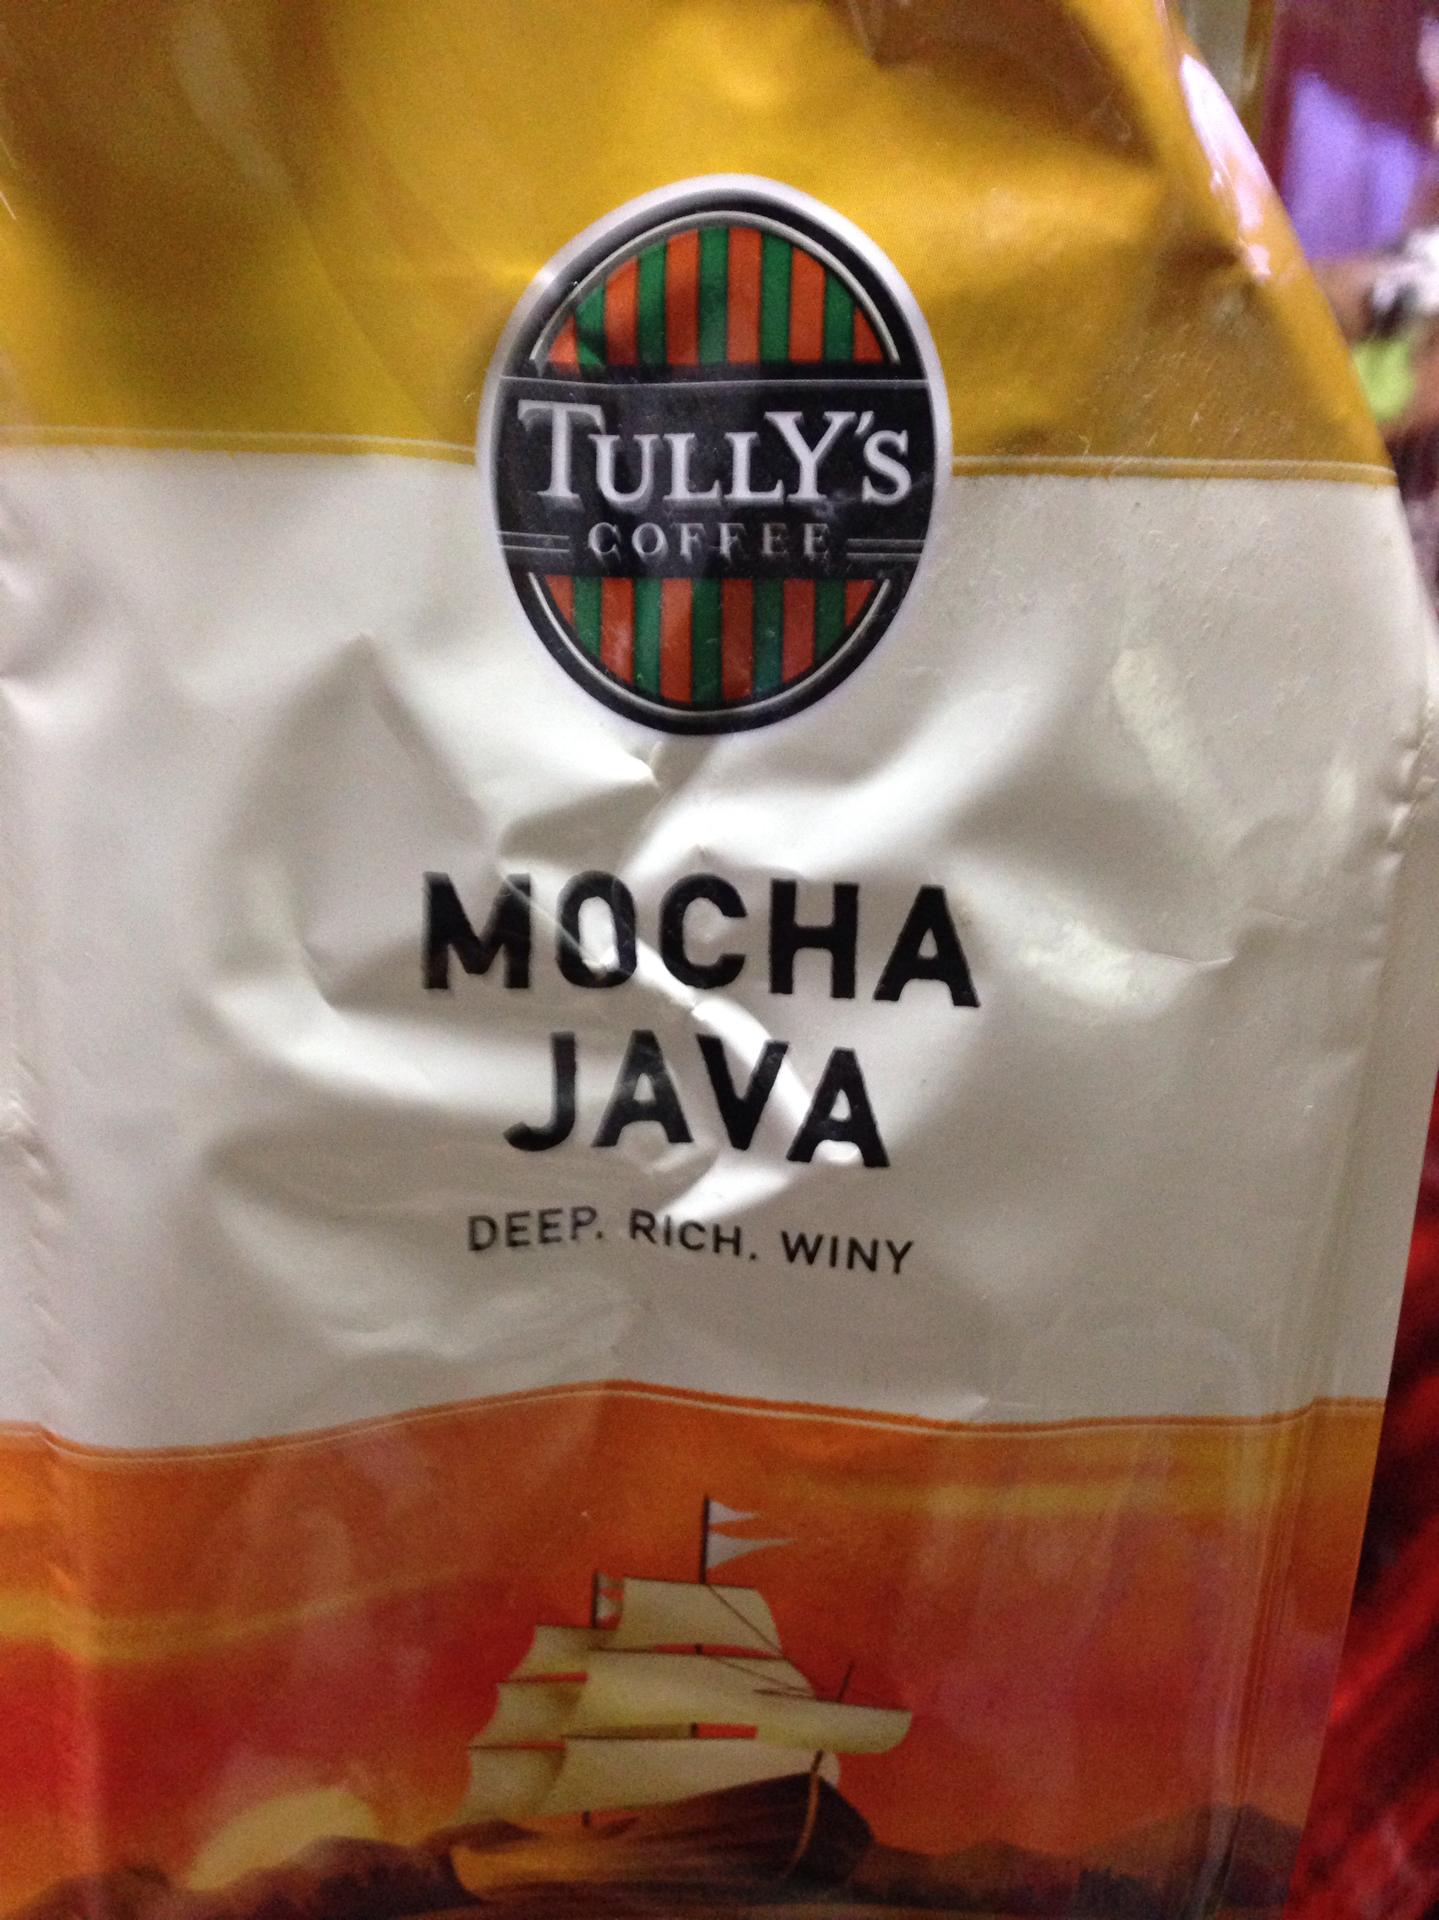 TULLY'S
COFFEE
MOCHA
JAVA
DEEP. RICH. WINY